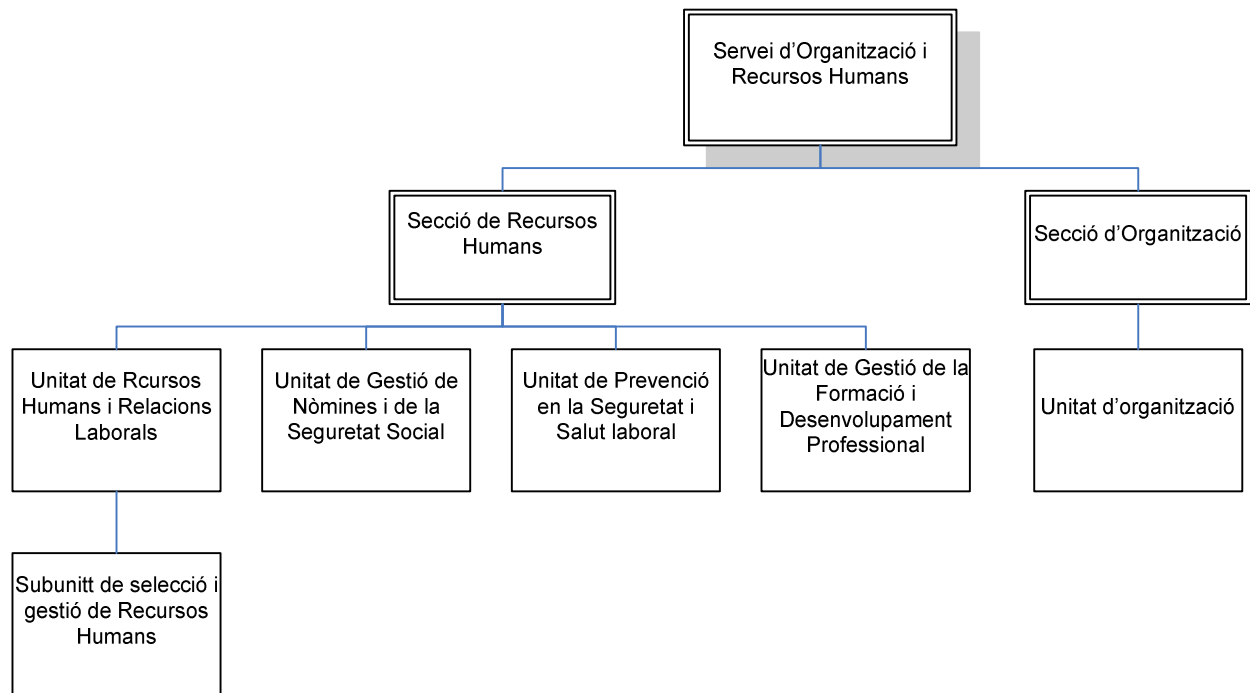 Servei d’Organització i
Recursos Humans
Secció de Recursos
Humans
Secció d’Organització
Unitat de Rcursos
Humans i Relacions
Laborals
Unitat de Gestió de
Nòmines i de la
Seguretat Social
Unitat de Prevenció
en la Seguretat i
Salut laboral
Unitat de Gestió de la
Formació i
Desenvolupament
Professional
Unitat d’organització
Subunitt de selecció i
gestió de Recursos
Humans